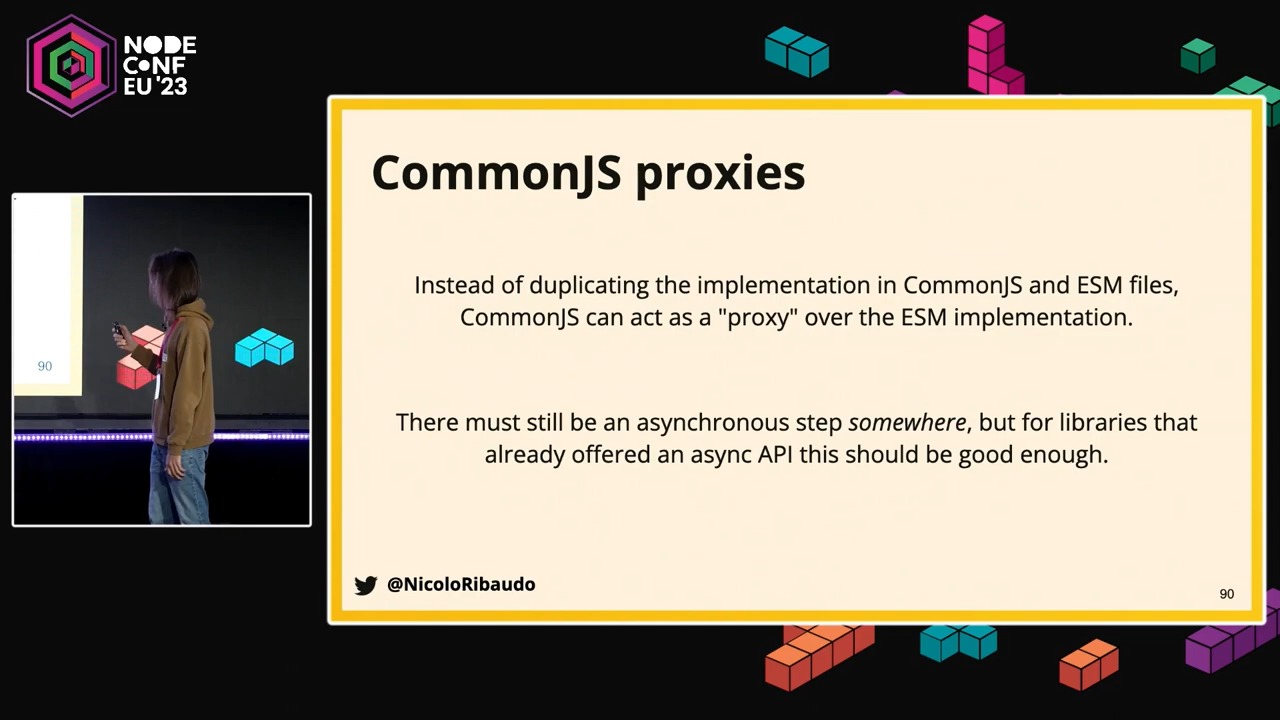 NODE
CONF
EU '23
CommonJS proxies
Instead of duplicating the implementation in CommonJS and ESM files,
CommonJS can act as a "proxy" over the ESM implementation.
There must still be an asynchronous step somewhere, but for libraries that
already offered an async API this should be good enough.
@NicoloRibaudo
90
90